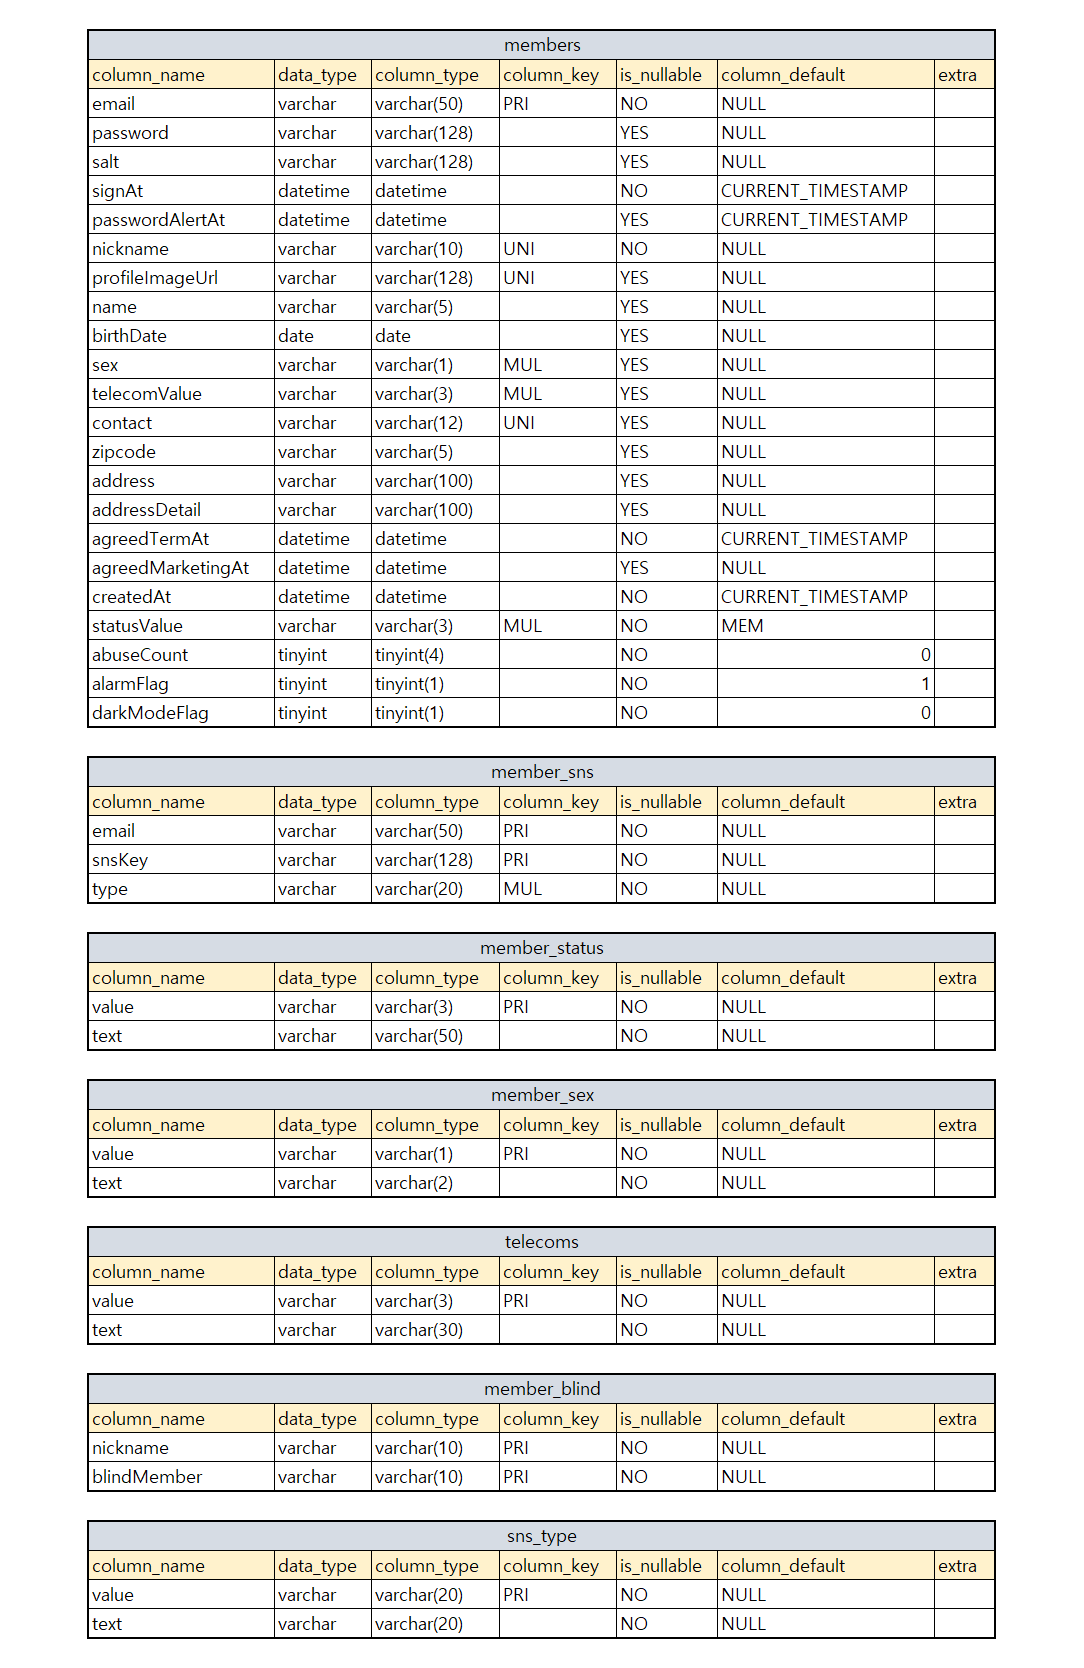 members
column_name data_type column_type column_key is_nullable column_default extra
email varchar varchar(50) PRI NO NULL
password varchar varchar(128) YES NULL
salt varchar varchar(128) YES NULL
signAt datetime datetime NO CURRENT_TIMESTAMP
passwordAlertAt datetime datetime YES CURRENT_TIMESTAMP
nickname varchar varchar(10) UNI NO NULL
profileImageUrl varchar varchar(128) UNI YES NULL
name varchar varchar(5) YES NULL
birthDate date date YES NULL
sex varchar varchar(1) MUL YES NULL
telecomValue varchar varchar(3) MUL YES NULL
contact varchar varchar(12) UNI YES NULL
zipcode varchar varchar(5) YES NULL
address varchar varchar(100) YES NULL
addressDetail varchar varchar(100) YES NULL
agreedTermAt datetime datetime NO CURRENT_TIMESTAMP
agreedMarketingAt datetime datetime YES NULL
createdAt datetime datetime NO CURRENT_TIMESTAMP
statusValue varchar varchar(3) MUL NO MEM
abuseCount tinyint tinyint(4) NO 0
alarmFlag tinyint tinyint(1) NO 1
darkModeFlag tinyint tinyint(1) NO 0
member_sns
column_name data_type column_type column_key is_nullable column_default extra
email varchar varchar(50) PRI NO NULL
snsKey varchar varchar(128) PRI NO NULL
type varchar varchar(20) MUL NO NULL
member_status
column_name data_type column_type column_key is_nullable column_default extra
value varchar varchar(3) PRI NO NULL
text varchar varchar(50) NO NULL
member_sex
column_name data_type column_type column_key is_nullable column_default extra
value varchar varchar(1) PRI NO NULL
text varchar varchar(2) NO NULL
telecoms
column_name data_type column_type column_key is_nullable column_default extra
value varchar varchar(3) PRI NO NULL
text varchar varchar(30) NO NULL
member_blind
column_name data_type column_type column_key is_nullable column_default extra
nickname varchar varchar(10) PRI NO NULL
blindMember varchar varchar(10) PRI NO NULL
sns_type
column_name data_type column_type column_key is_nullable column_default extra
value varchar varchar(20) PRI NO NULL
text varchar varchar(20) NO NULL